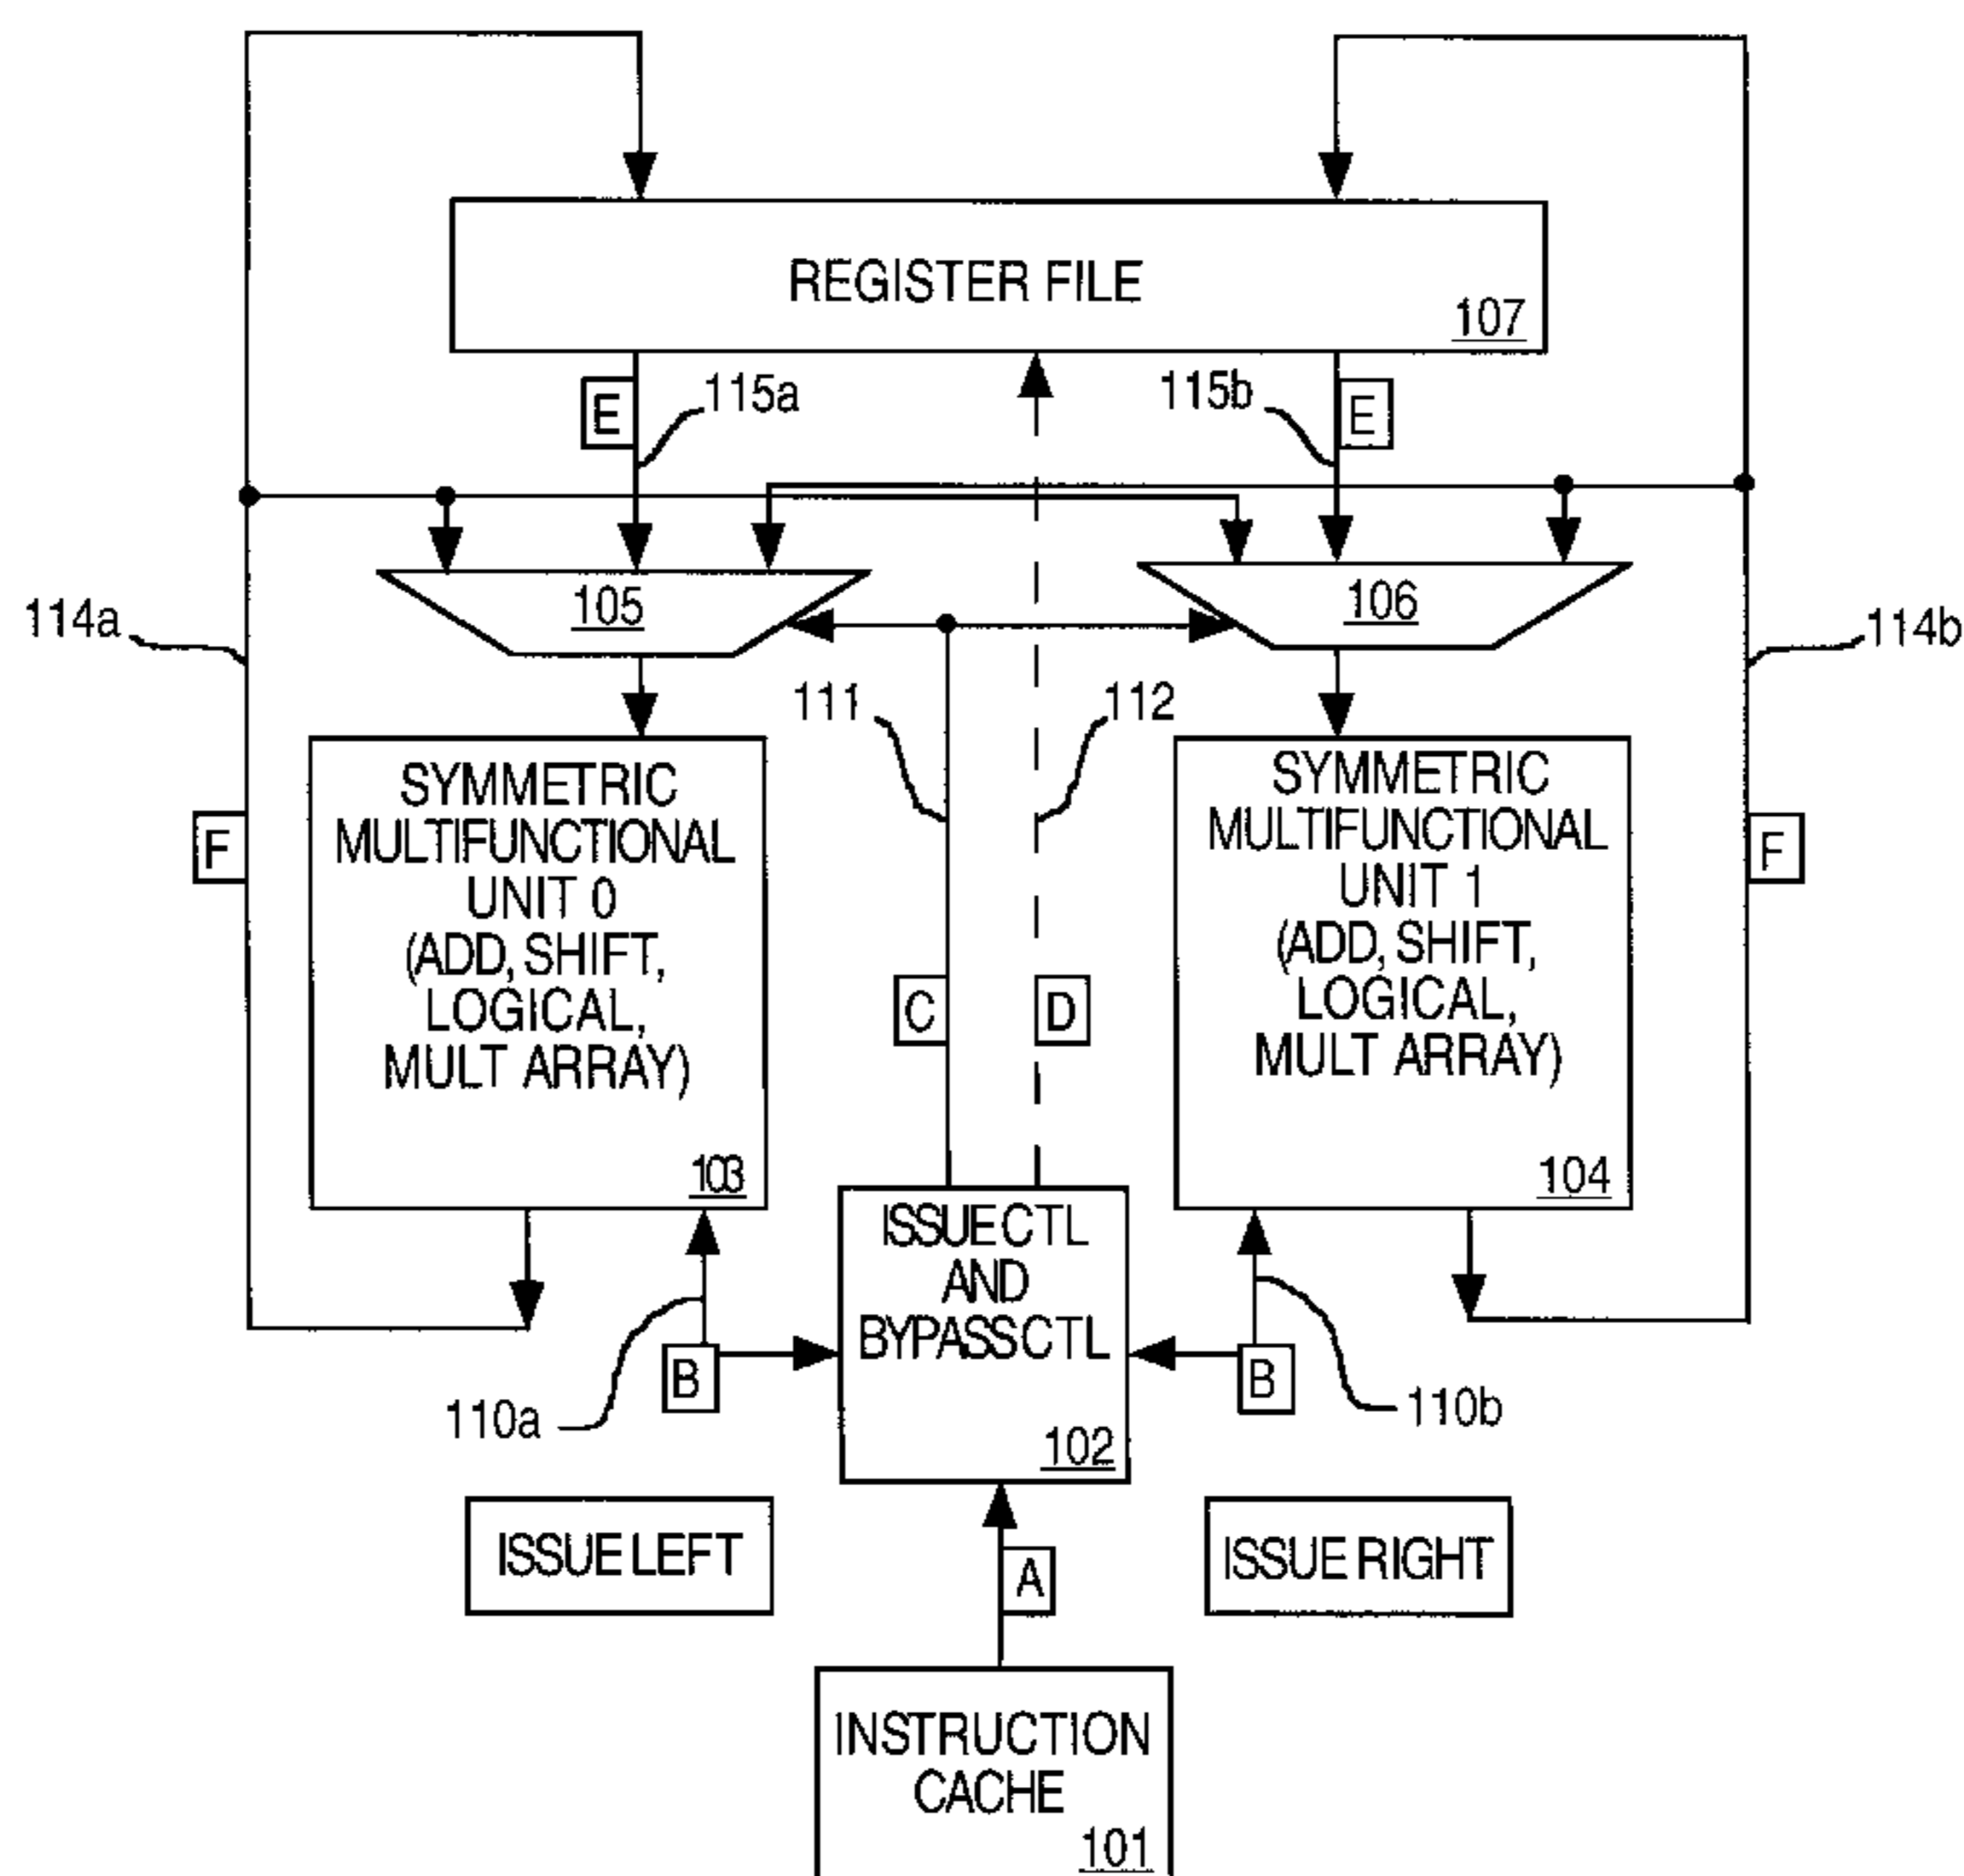 REGISTER FILE
107
E
115a
115b
E
105
106
114a
114b
111
112
SYMMETRIC
MULTIFUNCTIONAL
UNIT 0
(ADD, SHIFT,
LOGICAL,
MULT ARRAY)
103
SYMMETRIC
MULTIFUNCTIONAL
UNIT 1
(ADD, SHIFT,
LOGICAL,
MULT ARRAY)
104
F
F
C
D
ISSUE CTL
AND
BYPASS CTL
102
B
B
110a
110b
ISSUE LEFT
ISSUE RIGHT
A
INSTRUCTION
CACHE
101